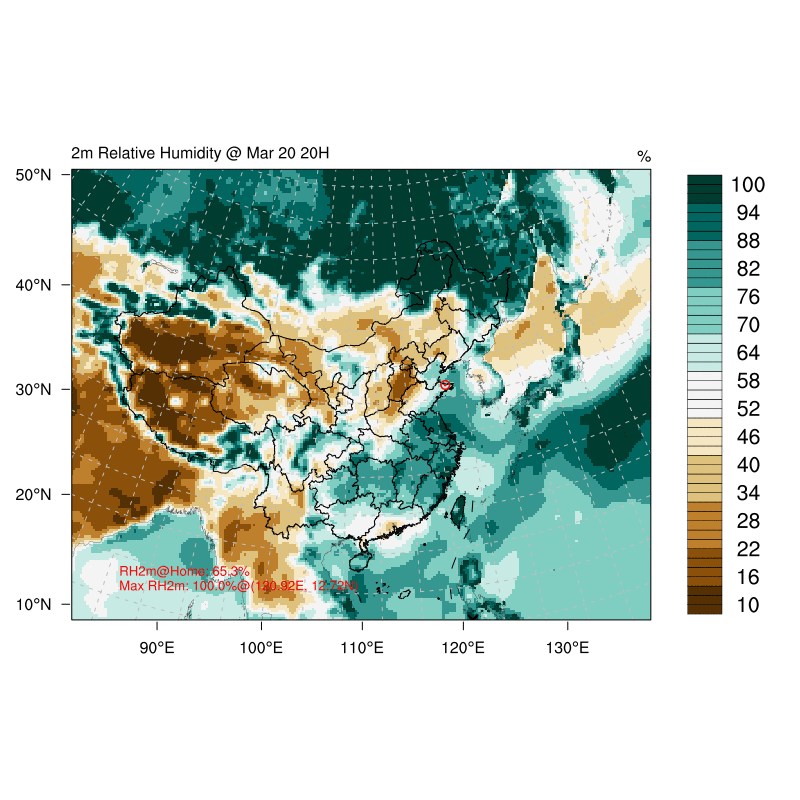 2m Relative Humidity @ Mar 20 20H
%
50°N
40°N
30°N
20°N
10°N
90°E
100°E
110°E
120°E
130°E
100
94
88
82
76
70
64
58
52
46
40
34
28
22
16
10
RH2m@Home: 65.3%
Max RH2m: 100.0%@(120.92E, 12.72N)